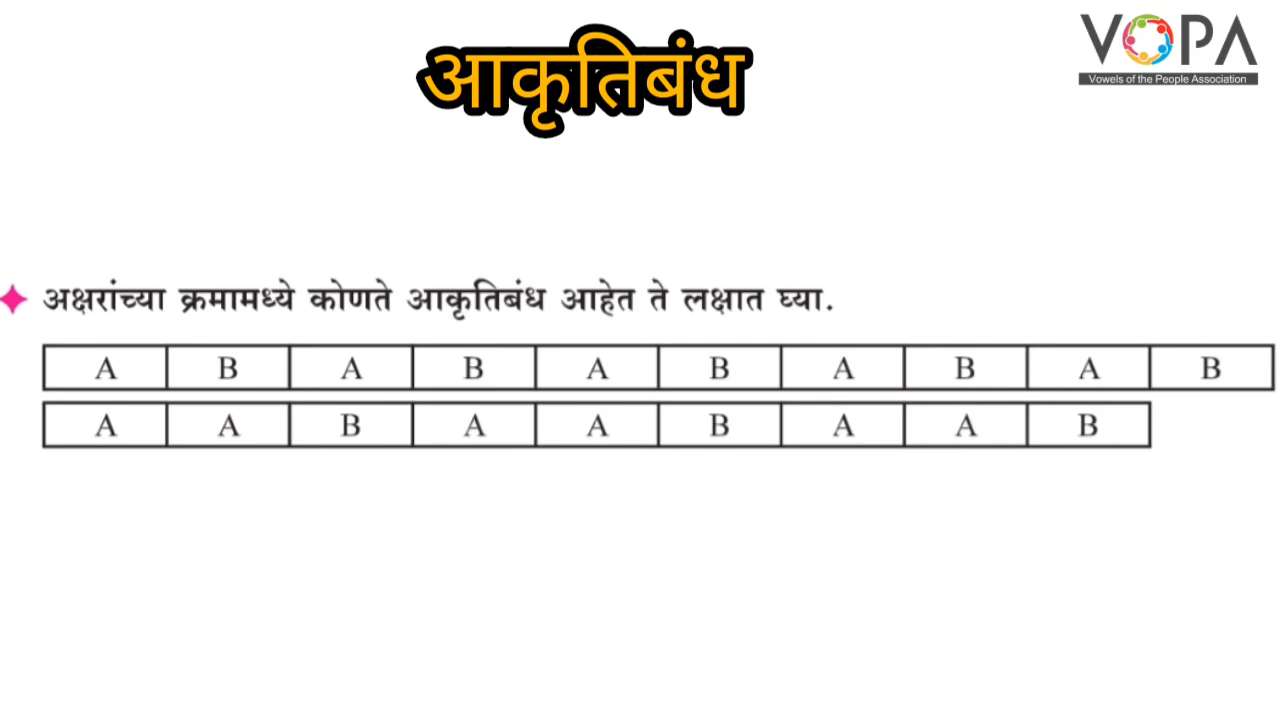 आकृतिबंध
VOPA
Vowels of the People Association
अक्षरांच्या क्रमामध्ये कोणते आकृतिबंध आहेत ते लक्षात घ्या.
A B A B A B A B A B
A A B A A B A A B